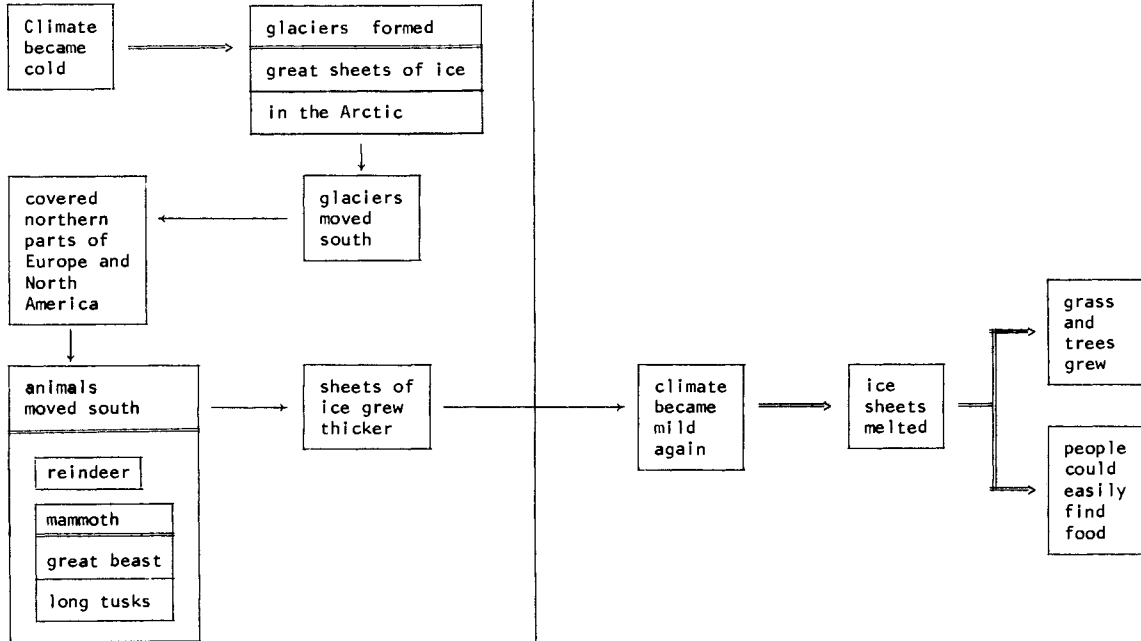 Climate
became
cold
glaciers formed
great sheets of ice
in the Arctic
glaciers
moved
south
covered
northern
parts of
Europe and
North
America
animals
moved south
reindeer
mammoth
great beast
long tusks
sheets of
ice grew
thicker
climate
became
mild
again
ice
sheets
melted
grass
and
trees
grew
people
could
easily
find
food